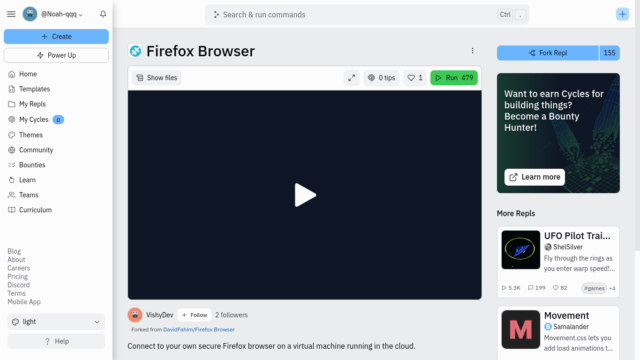 @Noah-qqq
Search & run commands
Ctrl
.
Create
Power Up
Home
Templates
My Repls
My Cycles
0
Themes
Community
Bounties
Learn
Teams
Curriculum
Blog
About
Careers
Pricing
Discord
Terms
Mobile App
light
Help
Firefox Browser
Show files
0 tips
1
Run 479
VishyDev
+ Follow
2 followers
Forked from DavidFahim/Firefox Browser
Connect to your own secure Firefox browser on a virtual machine running in the cloud.
Fork Repl
155
Want to earn Cycles for
building things?
Become a Bounty
Hunter!
Learn more
More Repls
UFO Pilot Trai...
ShelSilver
Fly through the rings as
you enter warp speed!...
5.3K
199
82
#games
+4
M
Movement
Samalander
Movement.css lets you
add load animations t...